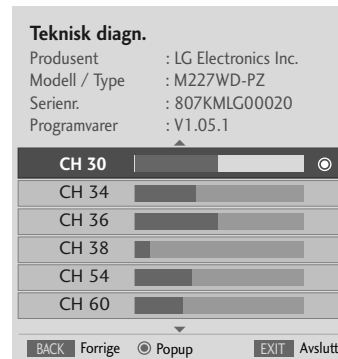 Teknisk diagn.
Produsent : LG Electronics Inc.
Modell / Type : M227WD-PZ
Serienr. : 807KMLG00020
Programvarer : V1.05.1
CH 30
CH 34
CH 36
CH 38
CH 54
CH 60
BACK Forrige Popup EXIT Avslutt